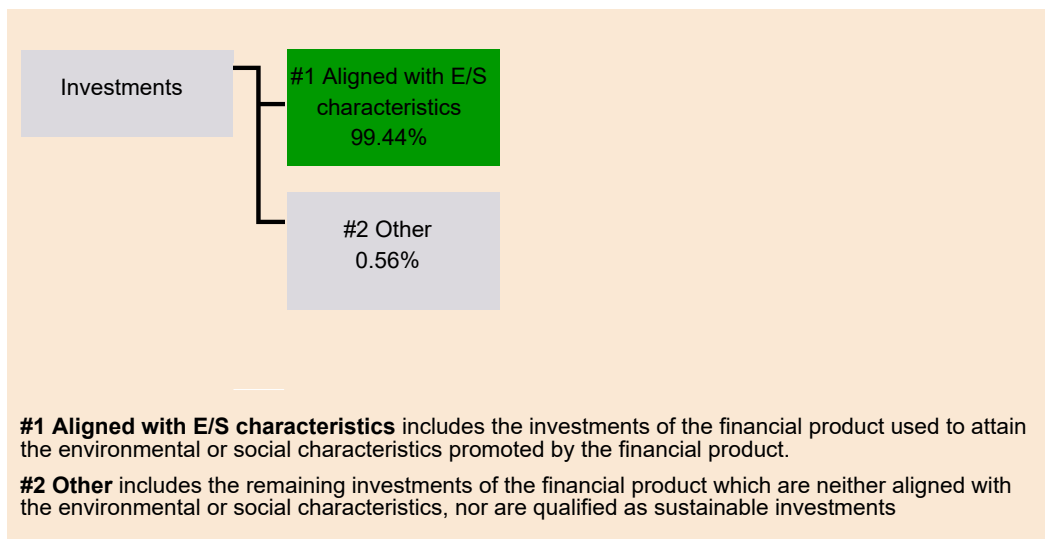 Investments
#1 Aligned with E/S
characteristics
99.44%
#2 Other
0.56%
#1 Aligned with E/S characteristics includes the investments of the financial product used to attain
the environmental or social characteristics promoted by the financial product.
#2 Other includes the remaining investments of the financial product which are neither aligned with
the environmental or social characteristics, nor are qualified as sustainable investments